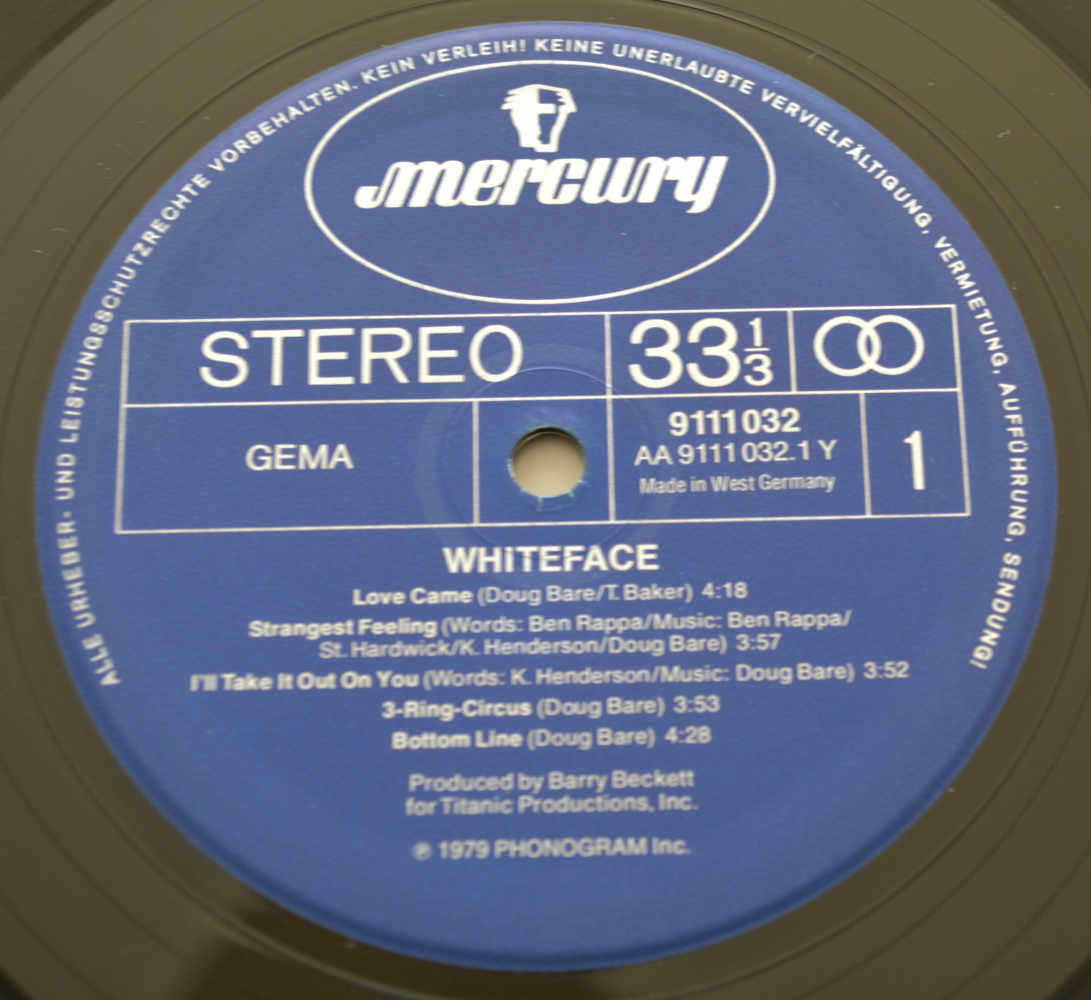 ALLE URHEBER- UND LEISTUNGSSCHUTZRECHTE VORBEHALTEN. KEIN VERLEIH! KEINE UNERLAUBTE VERVIELFÄLTIGUNG, VERMIETUNG, AUFFÜHRUNG, SENDUNG!
mercury
STEREO
33 1/3
GEMA
9111 032
AA 9111 032.1 Y
Made in West Germany
1
WHiTEFACE
Love Came (Doug Bare/T. Baker) 4:18
Strangest Feeling (Words: Ben Rappa/Music: Ben Rappa/
St. Hardwick/K. Henderson/Doug Bare) 3:57
I'll Take It Out On You (Words: K. Henderson/Music: Doug Bare) 3:52
3-Ring-Circus (Doug Bare) 3:53
Bottom Line (Doug Bare) 4:28
Produced by Barry Beckett
for Titanic Productions, Inc.
℗ 1979 PHONOGRAM Inc.